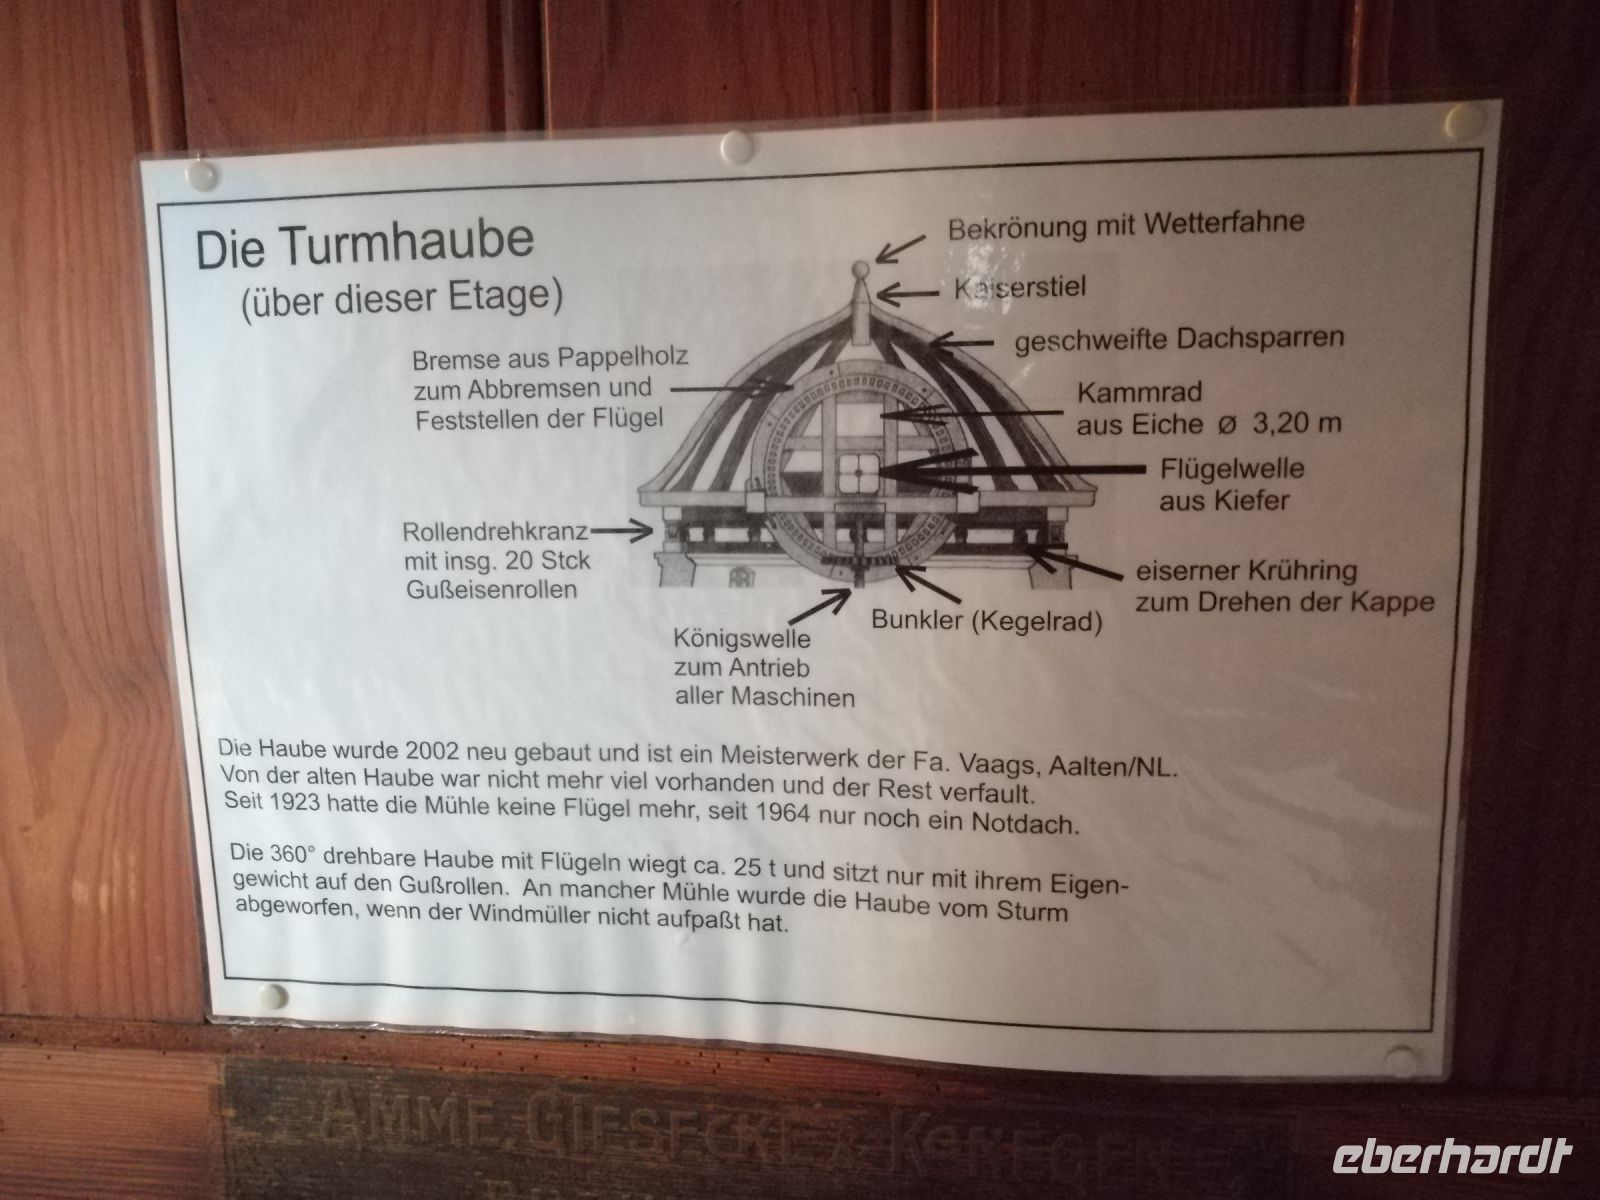 Die Turmhaube
(über dieser Etage)
Bekrönung mit Wetterfahne
Kaiserstiel
geschweifte Dachsparren
Bremse aus Pappelholz
zum Abbremsen und
Feststellen der Flügel
Kammrad
aus Eiche ø 3,20 m
Flügelwelle
aus Kiefer
Rollendrehkranz
mit insg. 20 Stck
Gußeisenrollen
eiserner Krühring
zum Drehen der Kappe
Bunkler (Kegelrad)
Königswelle
zum Antrieb
aller Maschinen
Die Haube wurde 2002 neu gebaut und ist ein Meisterwerk der Fa. Vaags, Aalten/NL.
Von der alten Haube war nicht mehr viel vorhanden und der Rest verfault.
Seit 1923 hatte die Mühle keine Flügel mehr, seit 1964 nur noch ein Notdach.
Die 360° drehbare Haube mit Flügeln wiegt ca. 25 t und sitzt nur mit ihrem Eigen-
gewicht auf den Gußrollen. An mancher Mühle wurde die Haube vom Sturm
abgeworfen, wenn der Windmüller nicht aufpaßt hat.
AMME, GIESECKE & KONEGEN
eberhardt